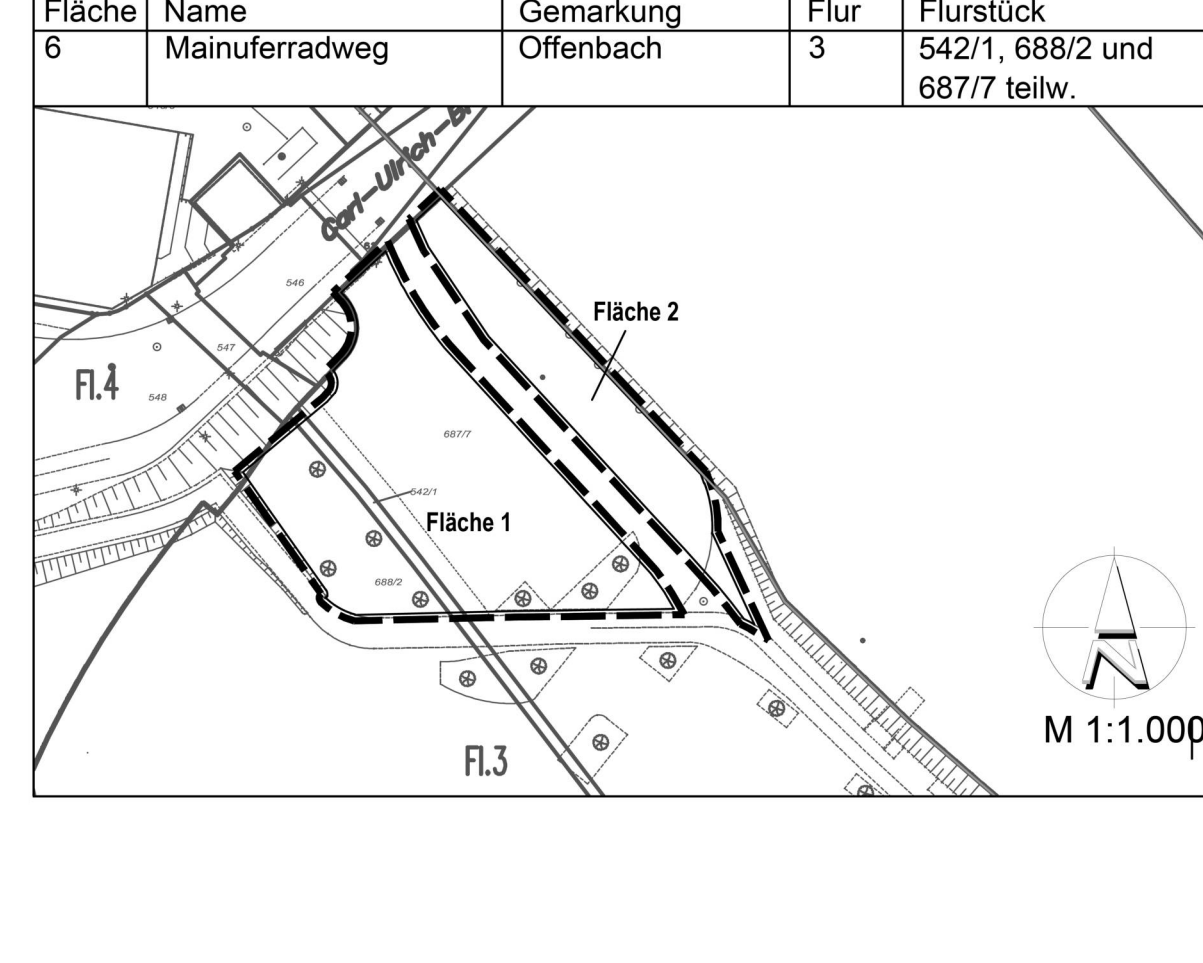 Fläche Name Gemarkung Flur Flurstück
6 Mainuferradweg Offenbach 3 542/1, 688/2 und
687/7 teilw.
Carl-Ulrich-
546
Fläche 2
547
Fl.4
548
687/7
542/1
Fläche 1
688/2
N
M 1:1.000
Fl.3